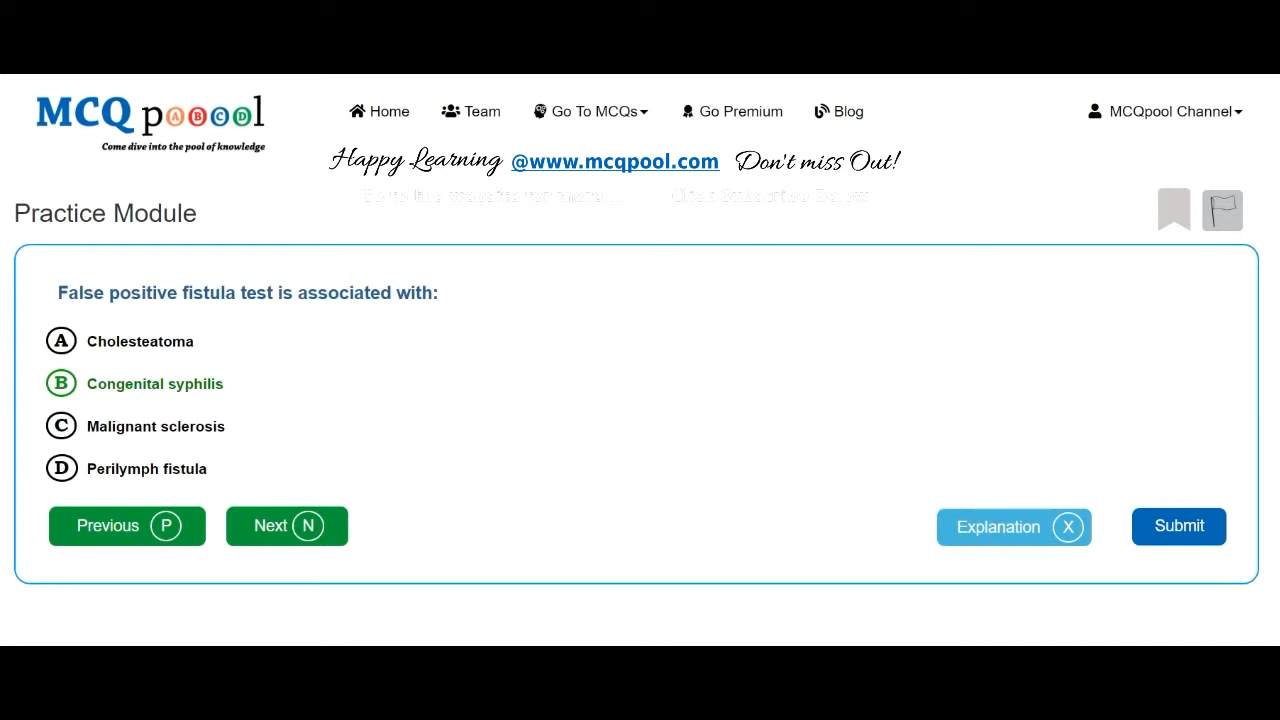 MCQ pooool
A B C D
Come dive into the pool of knowledge
Home Team Go To MCQs Go Premium Blog MCQpool Channel
Happy Learning @www.mcqpool.com Don't miss Out!
Practice Module
False positive fistula test is associated with:
A Cholesteatoma
B Congenital syphilis
C Malignant sclerosis
D Perilymph fistula
Previous P Next N Explanation X Submit